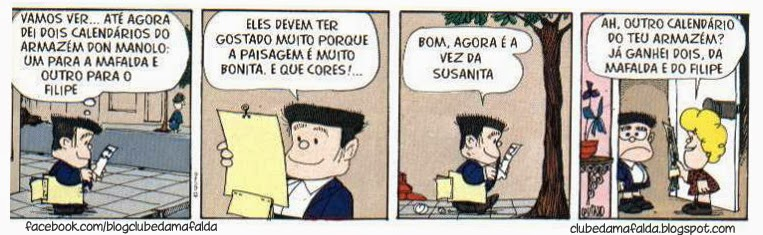 VAMOS VER... ATÉ AGORA
DEI DOIS CALENDÁRIOS DO
ARMAZÉM DON MANOLO:
UM PARA A MAFALDA E
OUTRO PARA O
FILIPE
ELES DEVEM TER
GOSTADO MUITO PORQUE
A PAISAGEM É MUITO
BONITA. E QUE CORES!...
BOM, AGORA É A
VEZ DA
SUSANITA
AH, OUTRO CALENDÁRIO
DO TEU ARMAZÉM?
JÁ GANHEI DOIS, DA
MAFALDA E DO FILIPE
facebook.com/blogclubedamafalda
clubedamafalda.blogspot.com